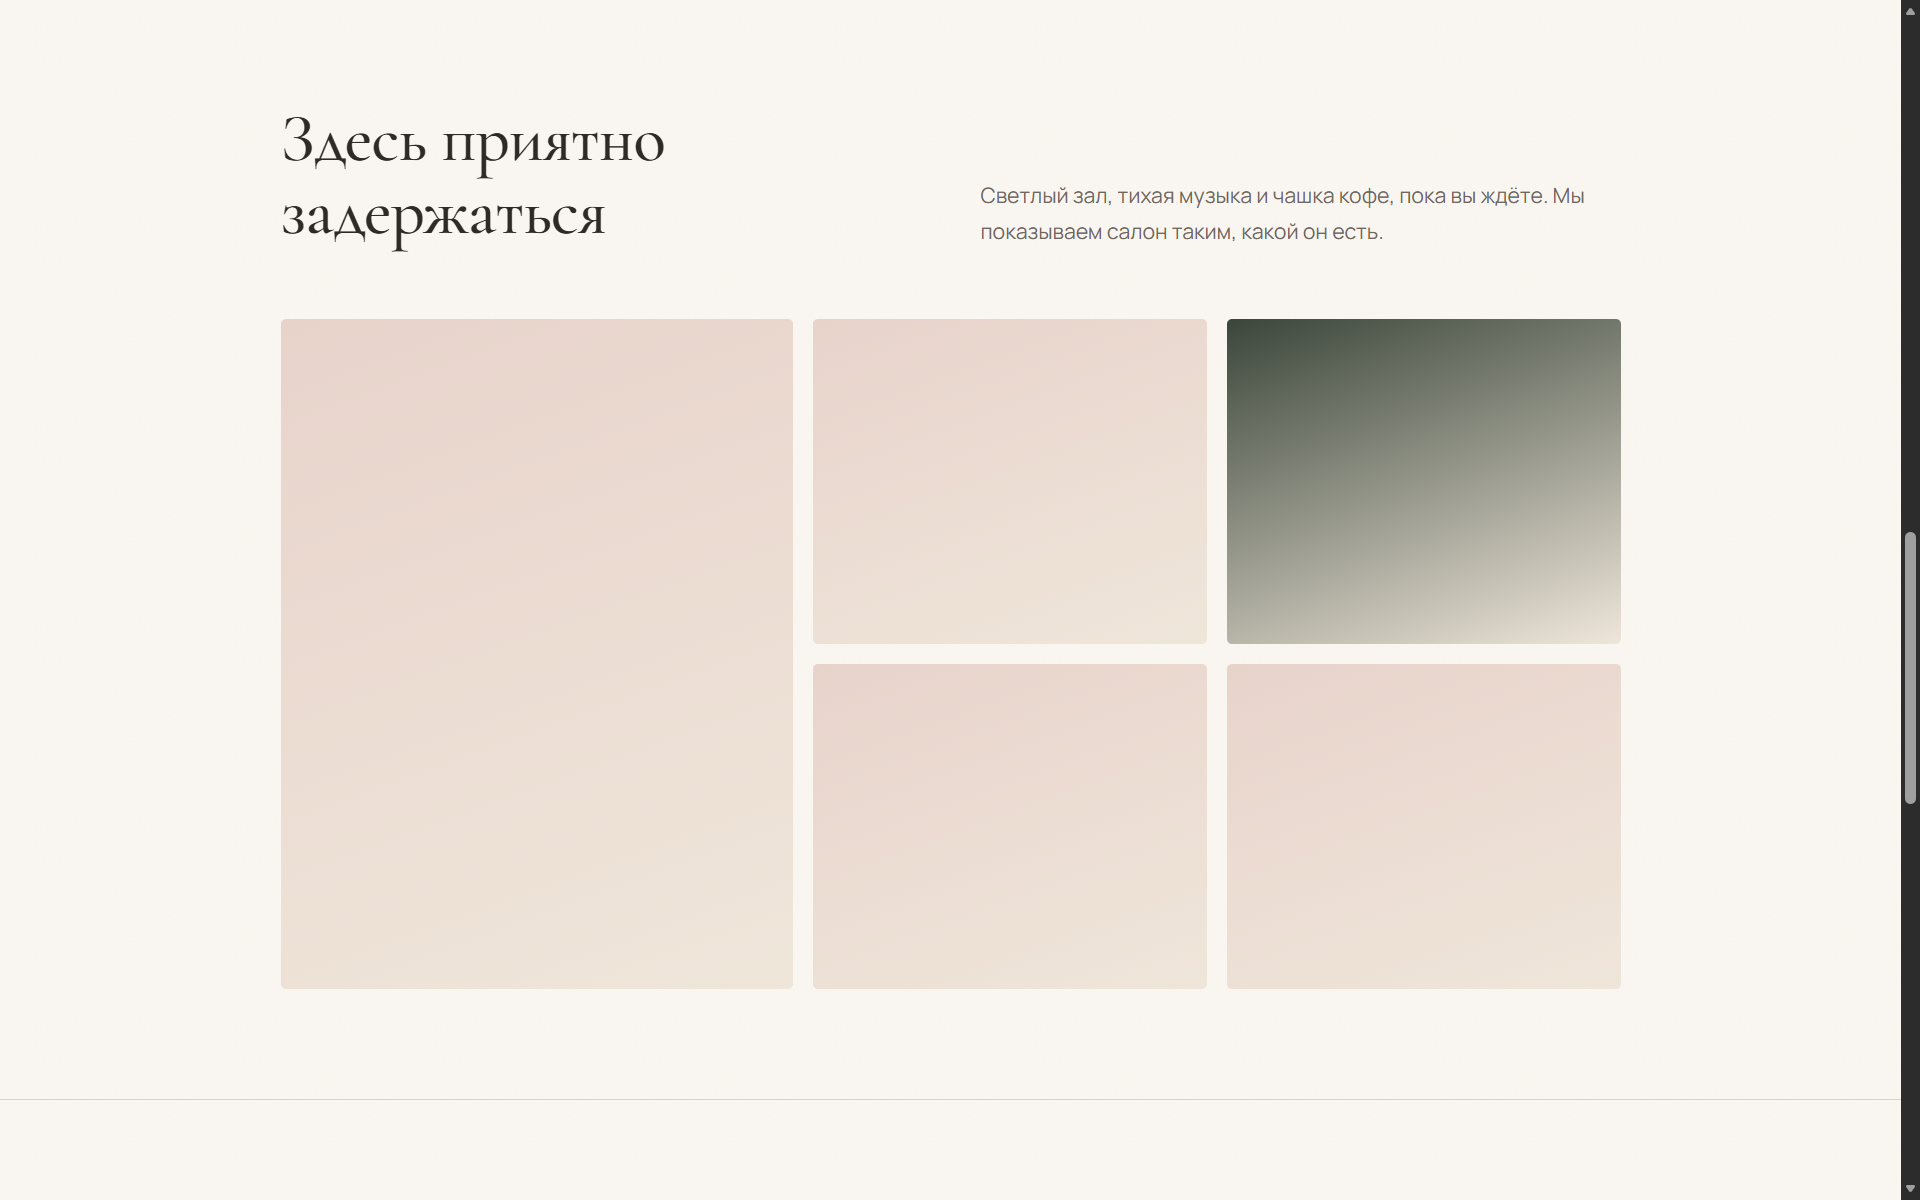 Здесь приятно
задержаться
Светлый зал, тихая музыка и чашка кофе, пока вы ждёте. Мы
показываем салон таким, какой он есть.